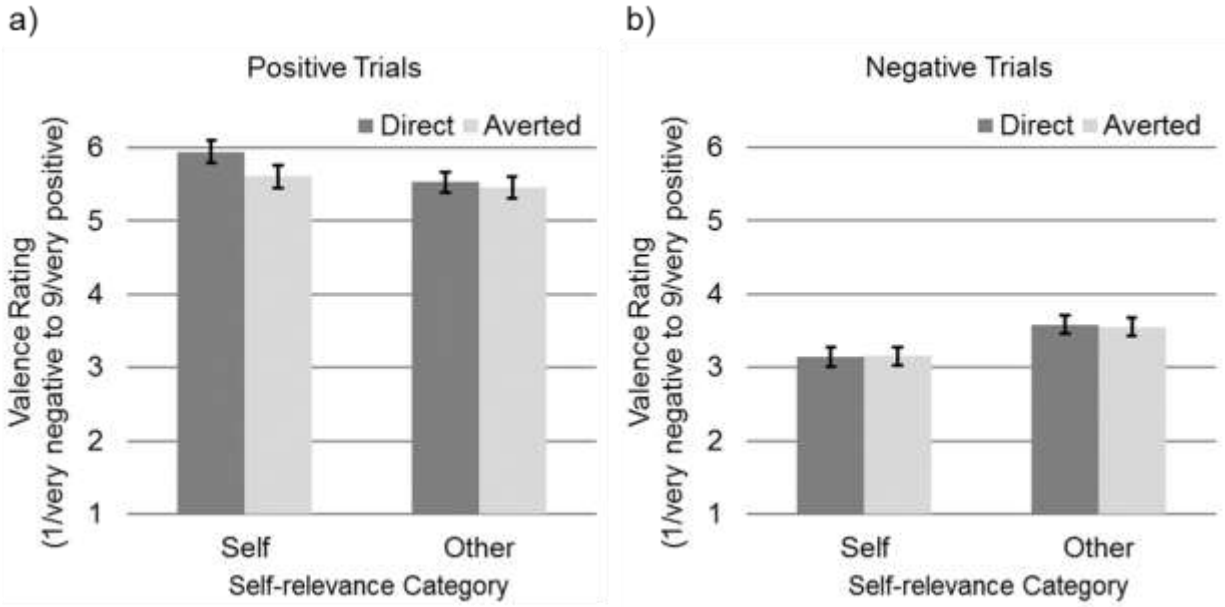 a)
Positive Trials
Direct Averted
Valence Rating
(1/very negative to 9/very positive)
6
5
4
3
2
1
Self Other
Self-relevance Category
b)
Negative Trials
Direct Averted
Valence Rating
(1/very negative to 9/very positive)
6
5
4
3
2
1
Self Other
Self-relevance Category